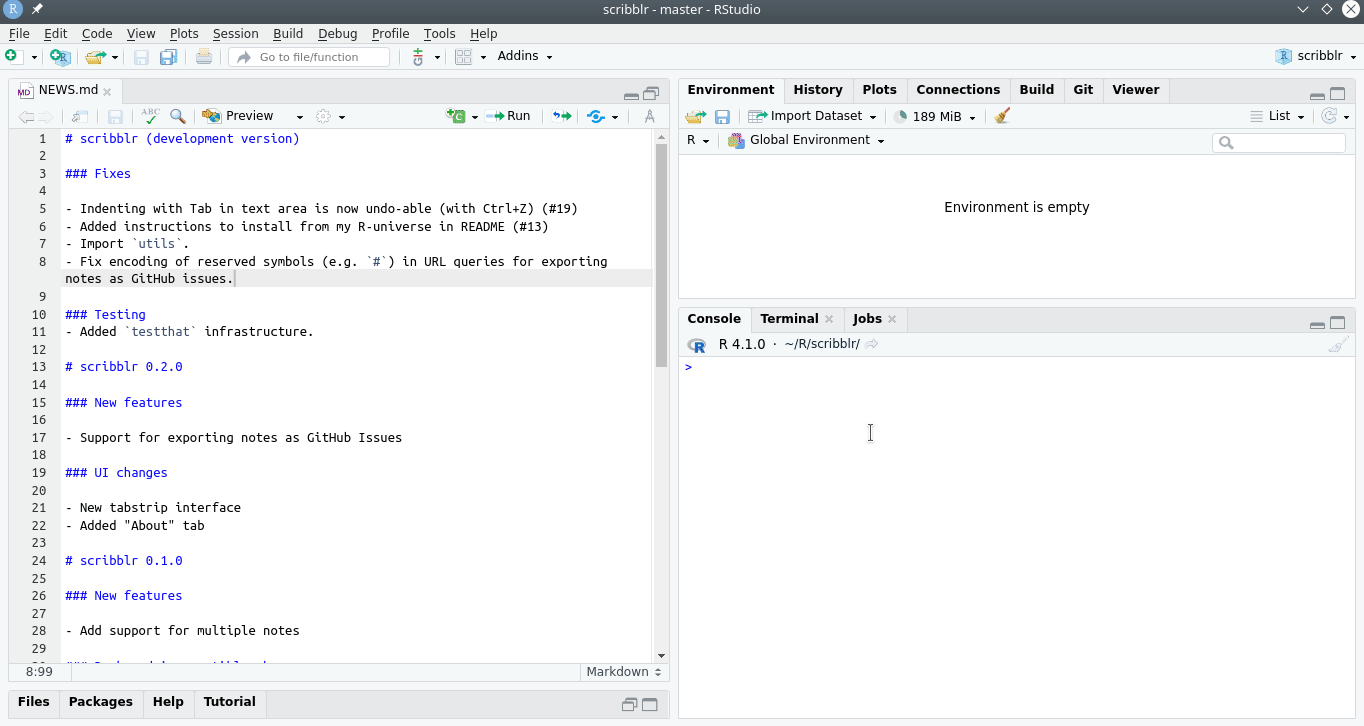 scribblr - master - RStudio
File Edit Code View Plots Session Build Debug Profile Tools Help
Go to file/function Addins scribblr
NEWS.md
ABC Preview Run
1 # scribblr (development version)
2
3 ### Fixes
4
5 - Indenting with Tab in text area is now undo-able (with Ctrl+Z) (#19)
6 - Added instructions to install from my R-universe in README (#13)
7 - Import `utils`.
8 - Fix encoding of reserved symbols (e.g. `#`) in URL queries for exporting
notes as GitHub issues.
9
10 ### Testing
11 - Added `testthat` infrastructure.
12
13 # scribblr 0.2.0
14
15 ### New features
16
17 - Support for exporting notes as GitHub Issues
18
19 ### UI changes
20
21 - New tabstrip interface
22 - Added "About" tab
23
24 # scribblr 0.1.0
25
26 ### New features
27
28 - Add support for multiple notes
29
8:99 Markdown
Files Packages Help Tutorial
Environment History Plots Connections Build Git Viewer
Import Dataset 189 MiB List
R Global Environment
Environment is empty
Console Terminal Jobs
R 4.1.0 · ~/R/scribblr/
>